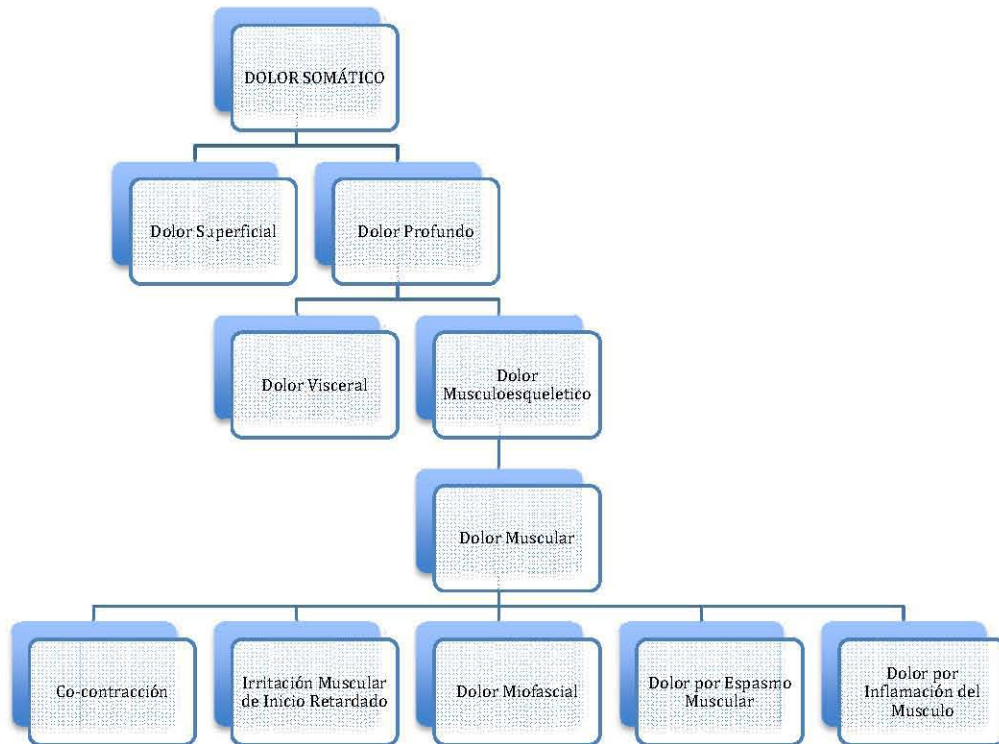 DOLOR SOMÁTICO
Dolor Superficial
Dolor Profundo
Dolor Visceral
Dolor
Musculoesqueletico
Dolor Muscular
Co-contracción
Irritación Muscular
de Inicio Retardado
Dolor Miofascial
Dolor por Espasmo
Muscular
Dolor por
Inflamación del
Musculo